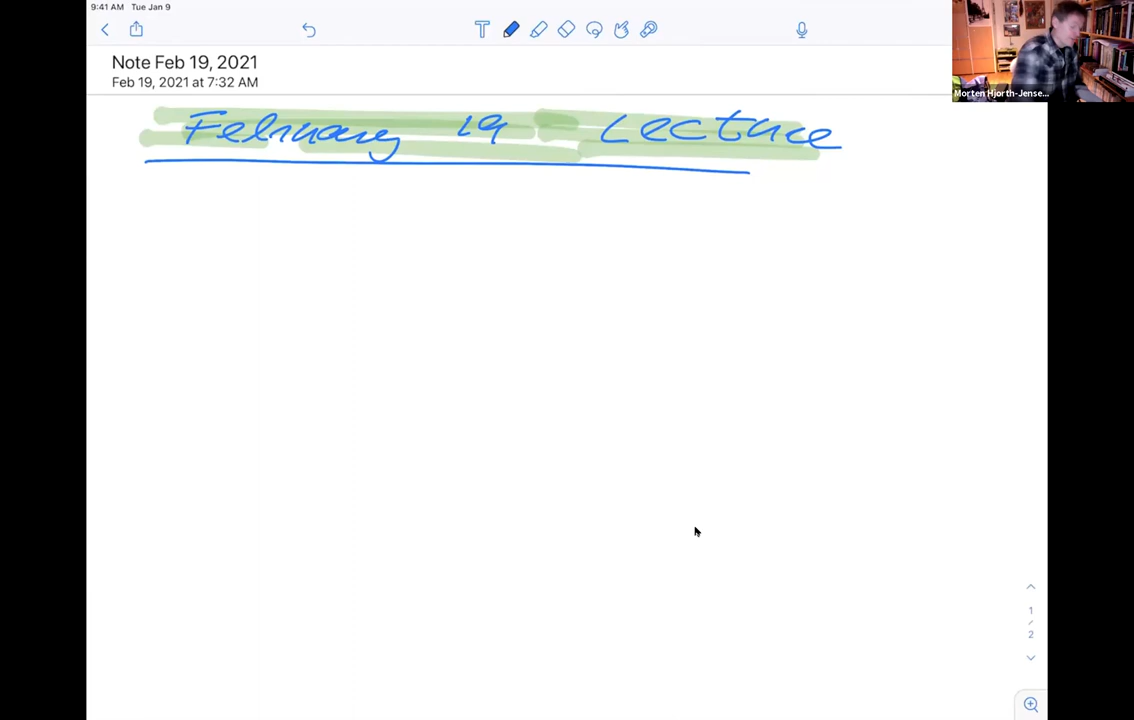 9:41 AM Tue Jan 9
Note Feb 19, 2021
Feb 19, 2021 at 7:32 AM
February 19 Lecture
Morten Hjorth-Jense...
1
/
2